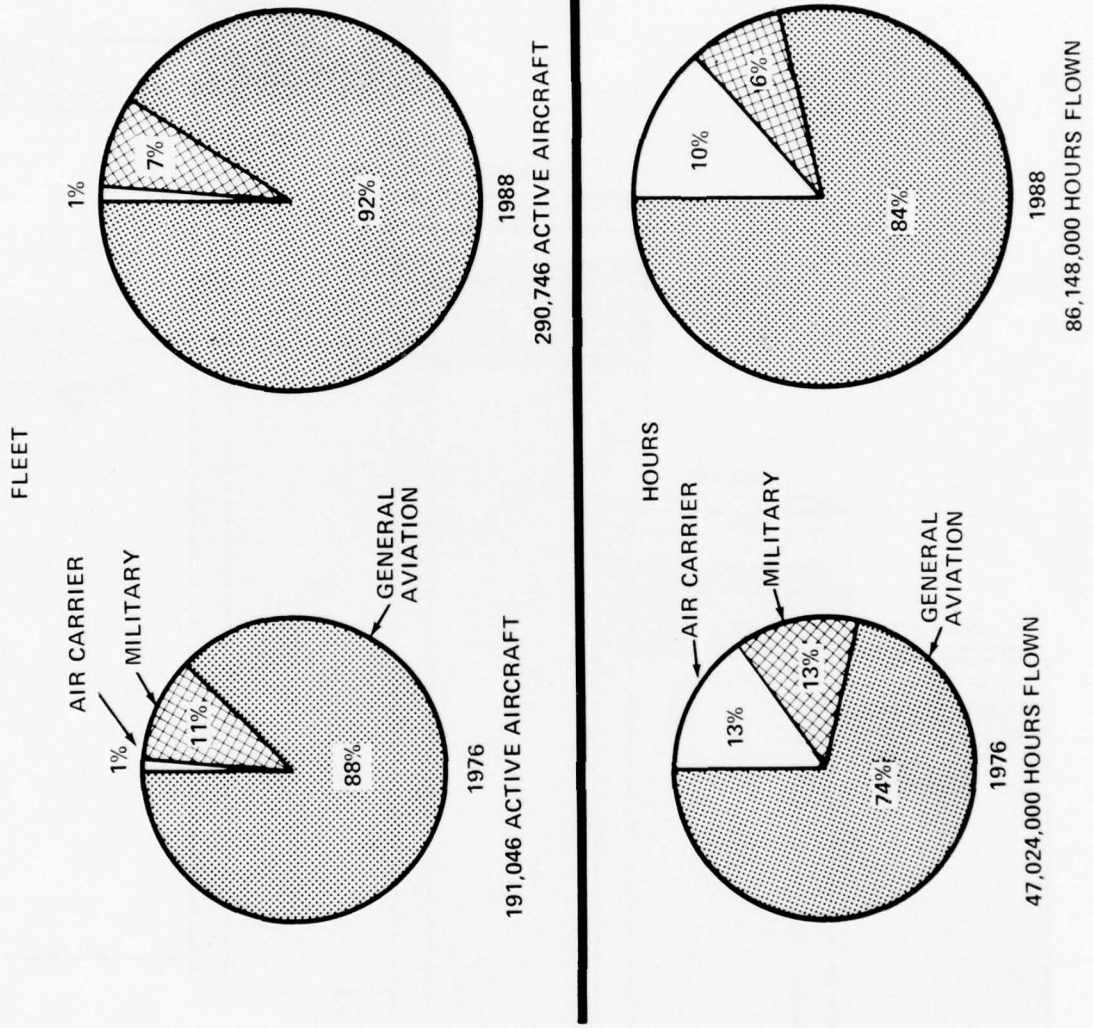 FLEET
AIR CARRIER
MILITARY
1%
11%
88%
GENERAL
AVIATION
1976
191,046 ACTIVE AIRCRAFT
1%
7%
92%
1988
290,746 ACTIVE AIRCRAFT
HOURS
AIR CARRIER
MILITARY
13%
13%
74%
GENERAL
AVIATION
1976
47,024,000 HOURS FLOWN
10%
6%
84%
1988
86,148,000 HOURS FLOWN